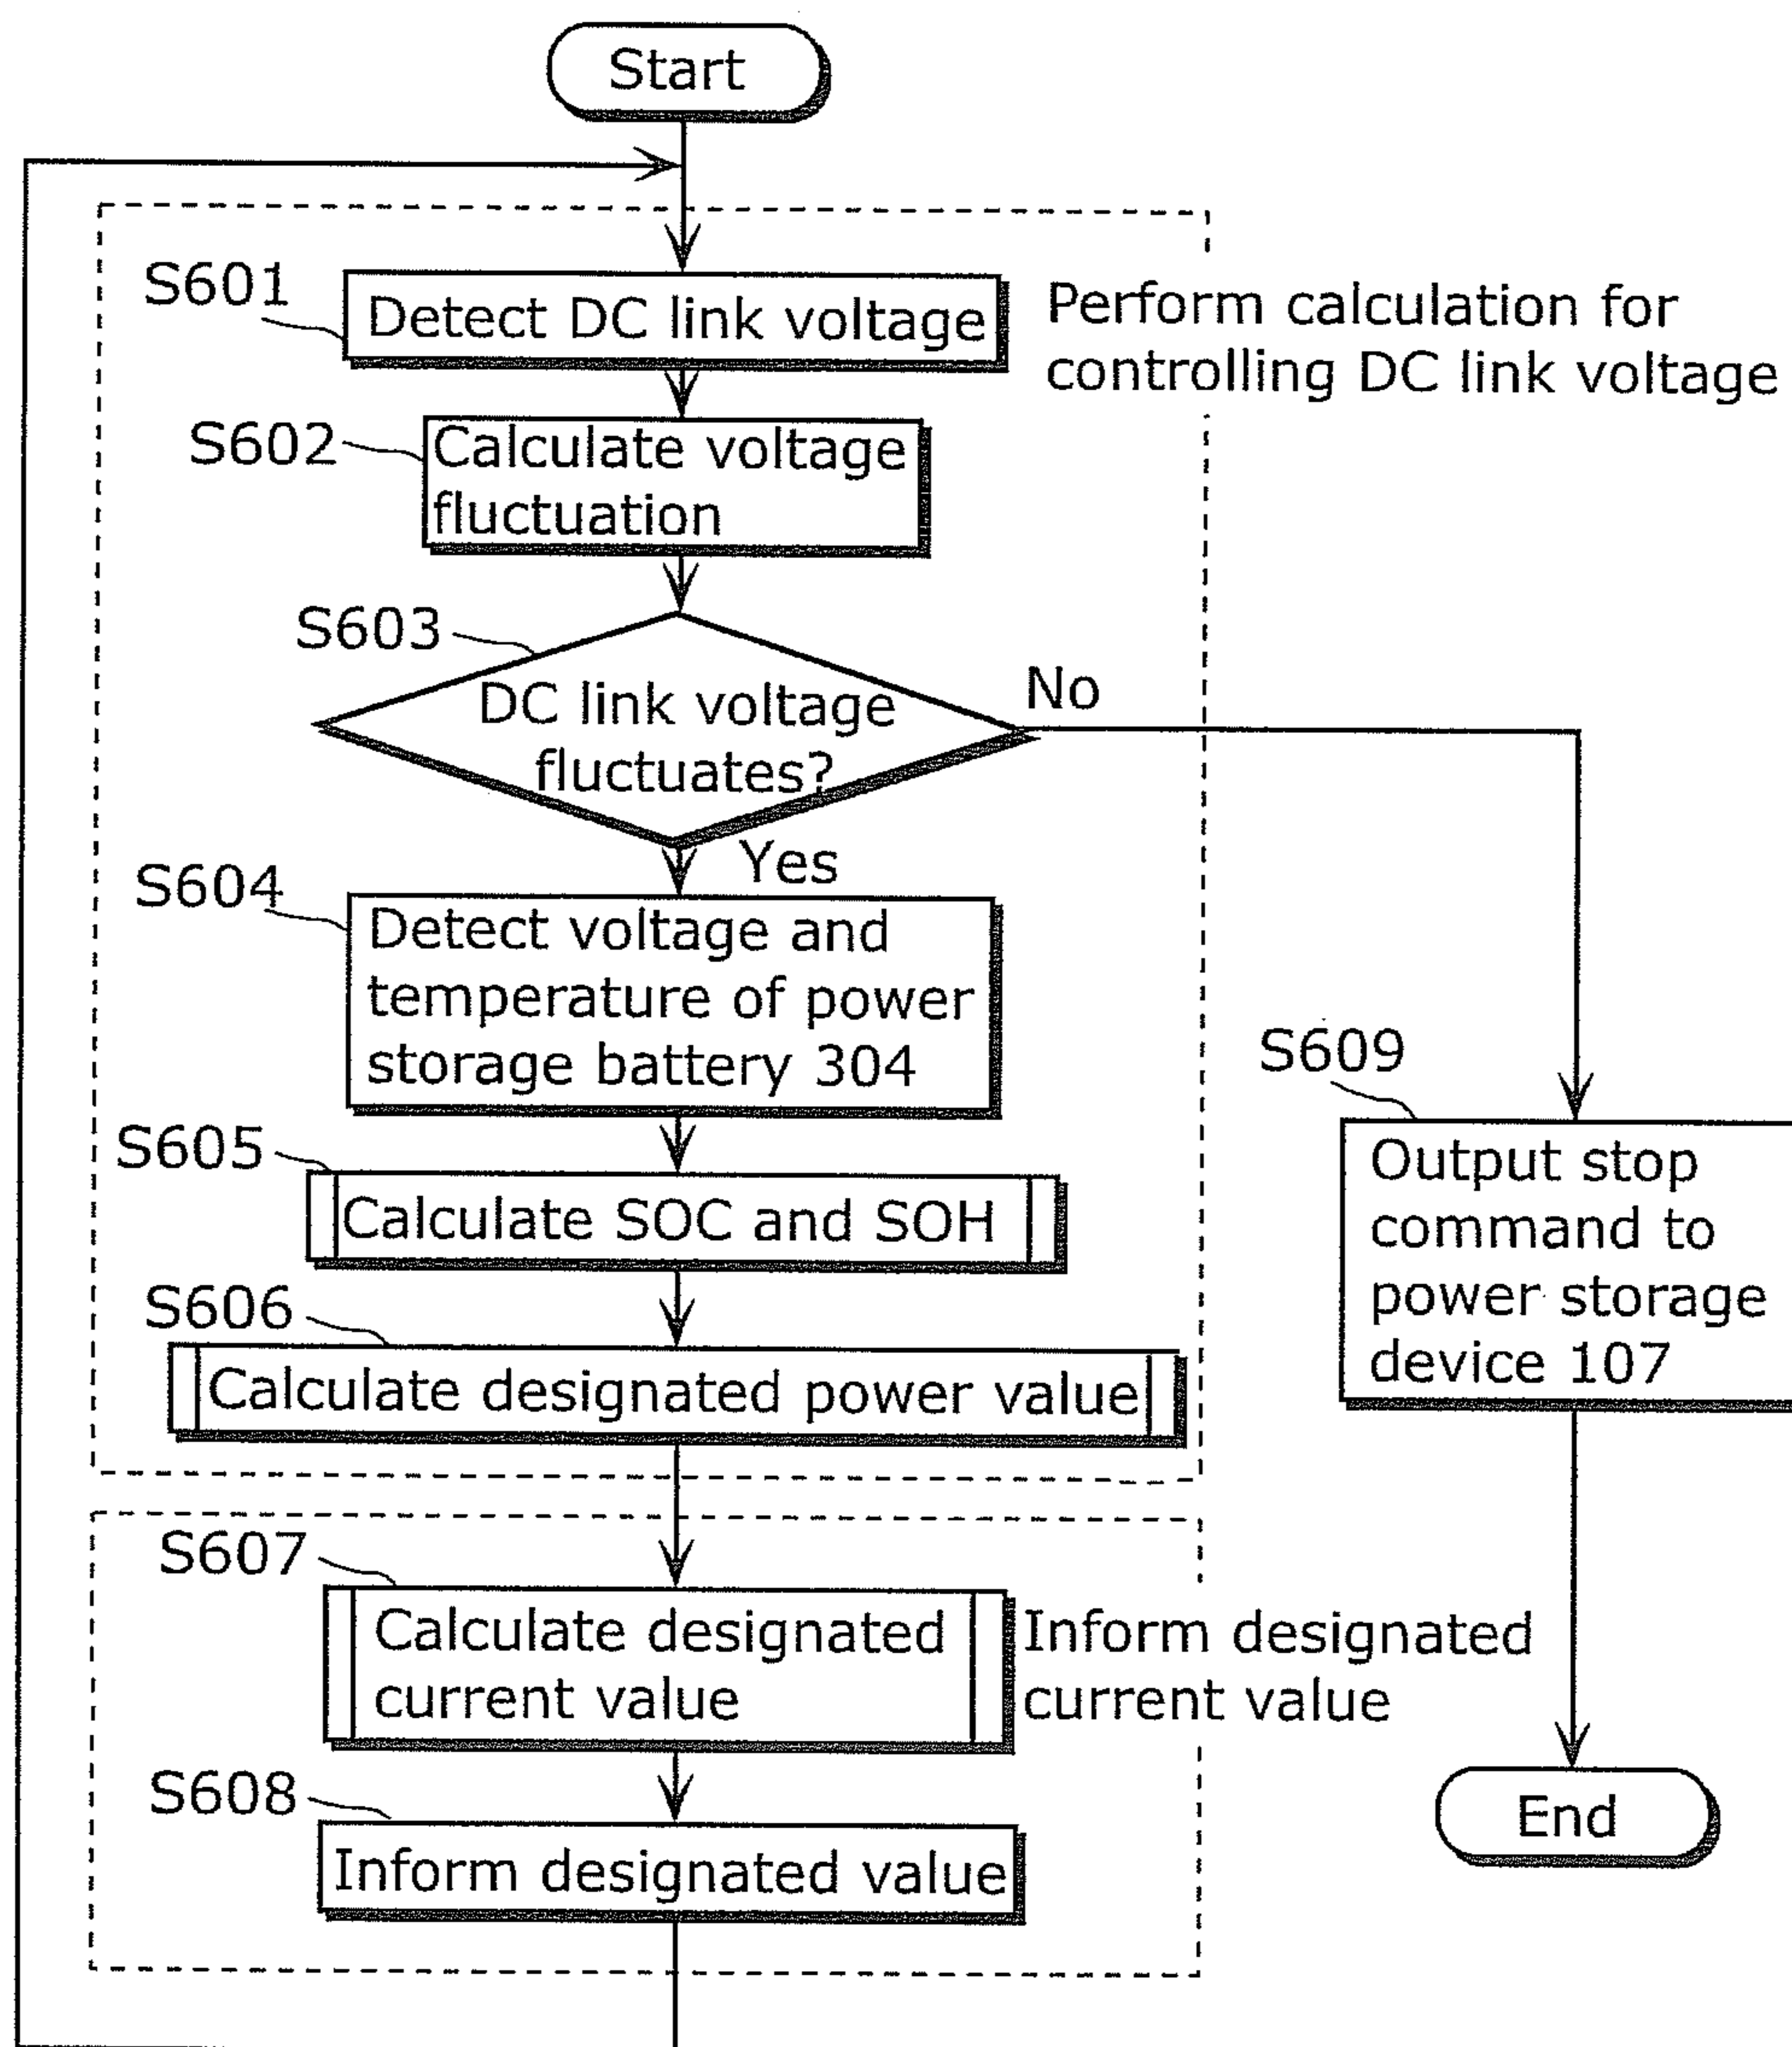 Start
S601
Detect DC link voltage
Perform calculation for
controlling DC link voltage
S602
Calculate voltage
fluctuation
S603
DC link voltage
fluctuates?
No
Yes
S604
Detect voltage and
temperature of power
storage battery 304
S605
Calculate SOC and SOH
S606
Calculate designated power value
S609
Output stop
command to
power storage
device 107
S607
Calculate designated
current value
Inform designated
current value
S608
Inform designated value
End